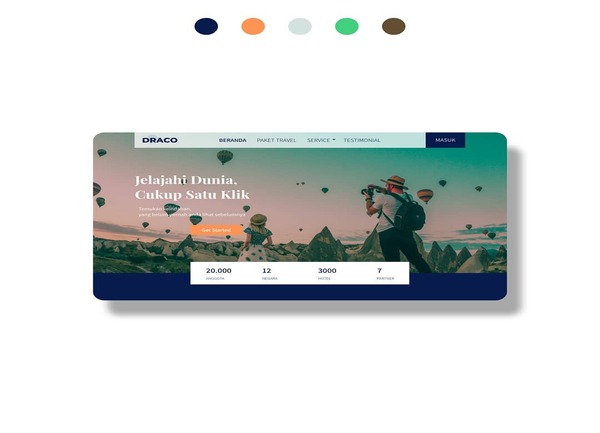 DRACO
BERANDA PAKET TRAVEL SERVICE TESTIMONIAL MASUK
Jelajahi Dunia,
Cukup Satu Klik
Temukan keindahan,
yang belum pernah anda lihat sebelumnya
Get Started
20.000 12 3000 7
ANGGOTA NEGARA HOTEL PARTNER